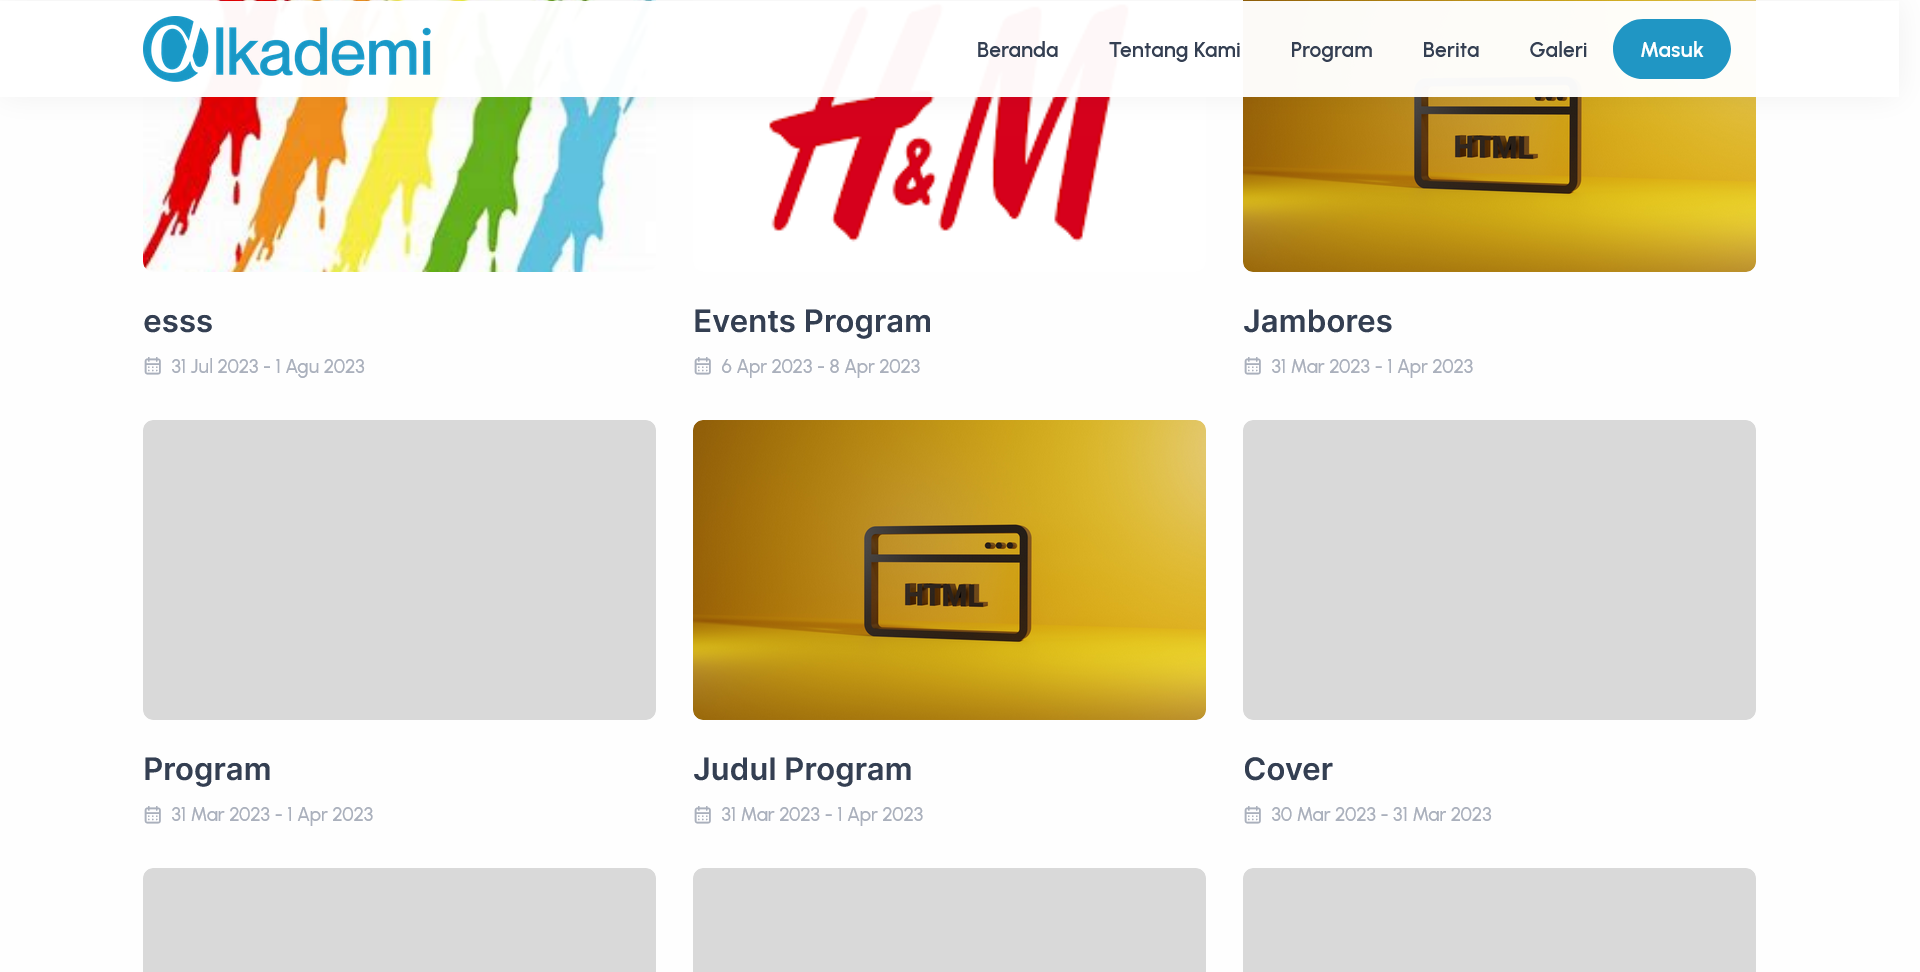 @lkademi
Beranda Tentang Kami Program Berita Galeri Masuk
H&M
HTML
esss Events Program Jambores
31 Jul 2023 - 1 Agu 2023 6 Apr 2023 - 8 Apr 2023 31 Mar 2023 - 1 Apr 2023
HTML
Program Judul Program Cover
31 Mar 2023 - 1 Apr 2023 31 Mar 2023 - 1 Apr 2023 30 Mar 2023 - 31 Mar 2023